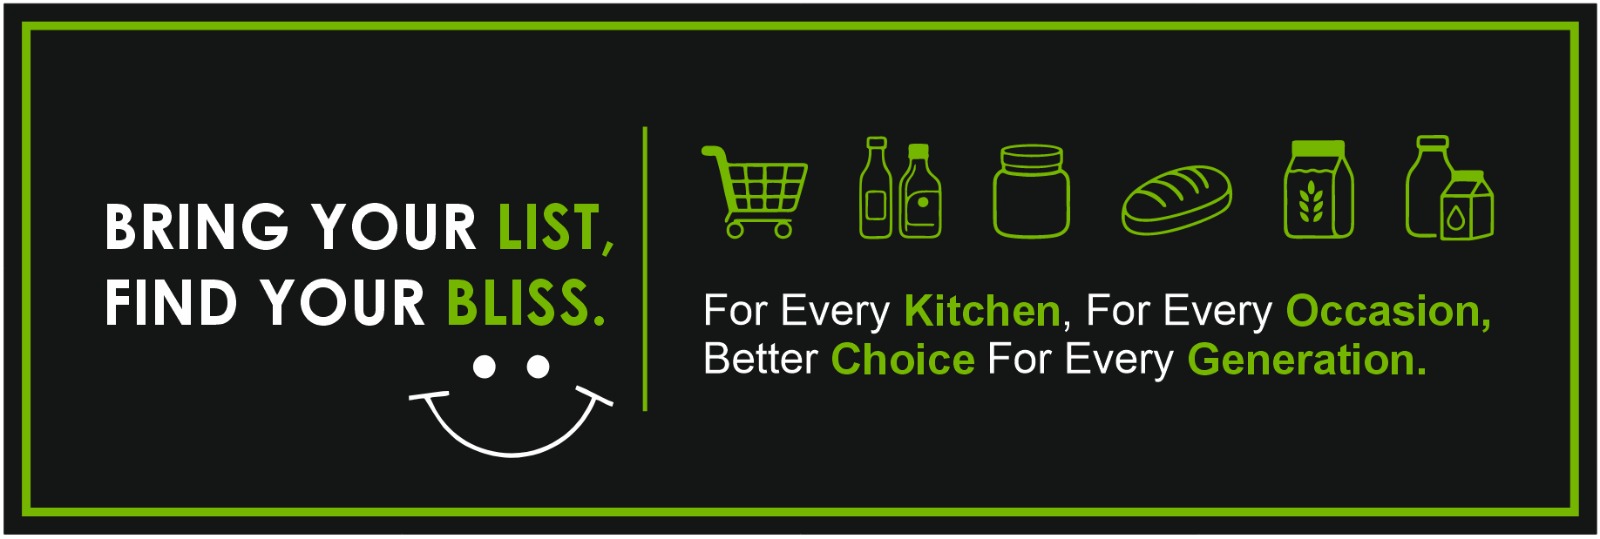 BRING YOUR LIST,
FIND YOUR BLISS.
For Every Kitchen, For Every Occasion,
Better Choice For Every Generation.